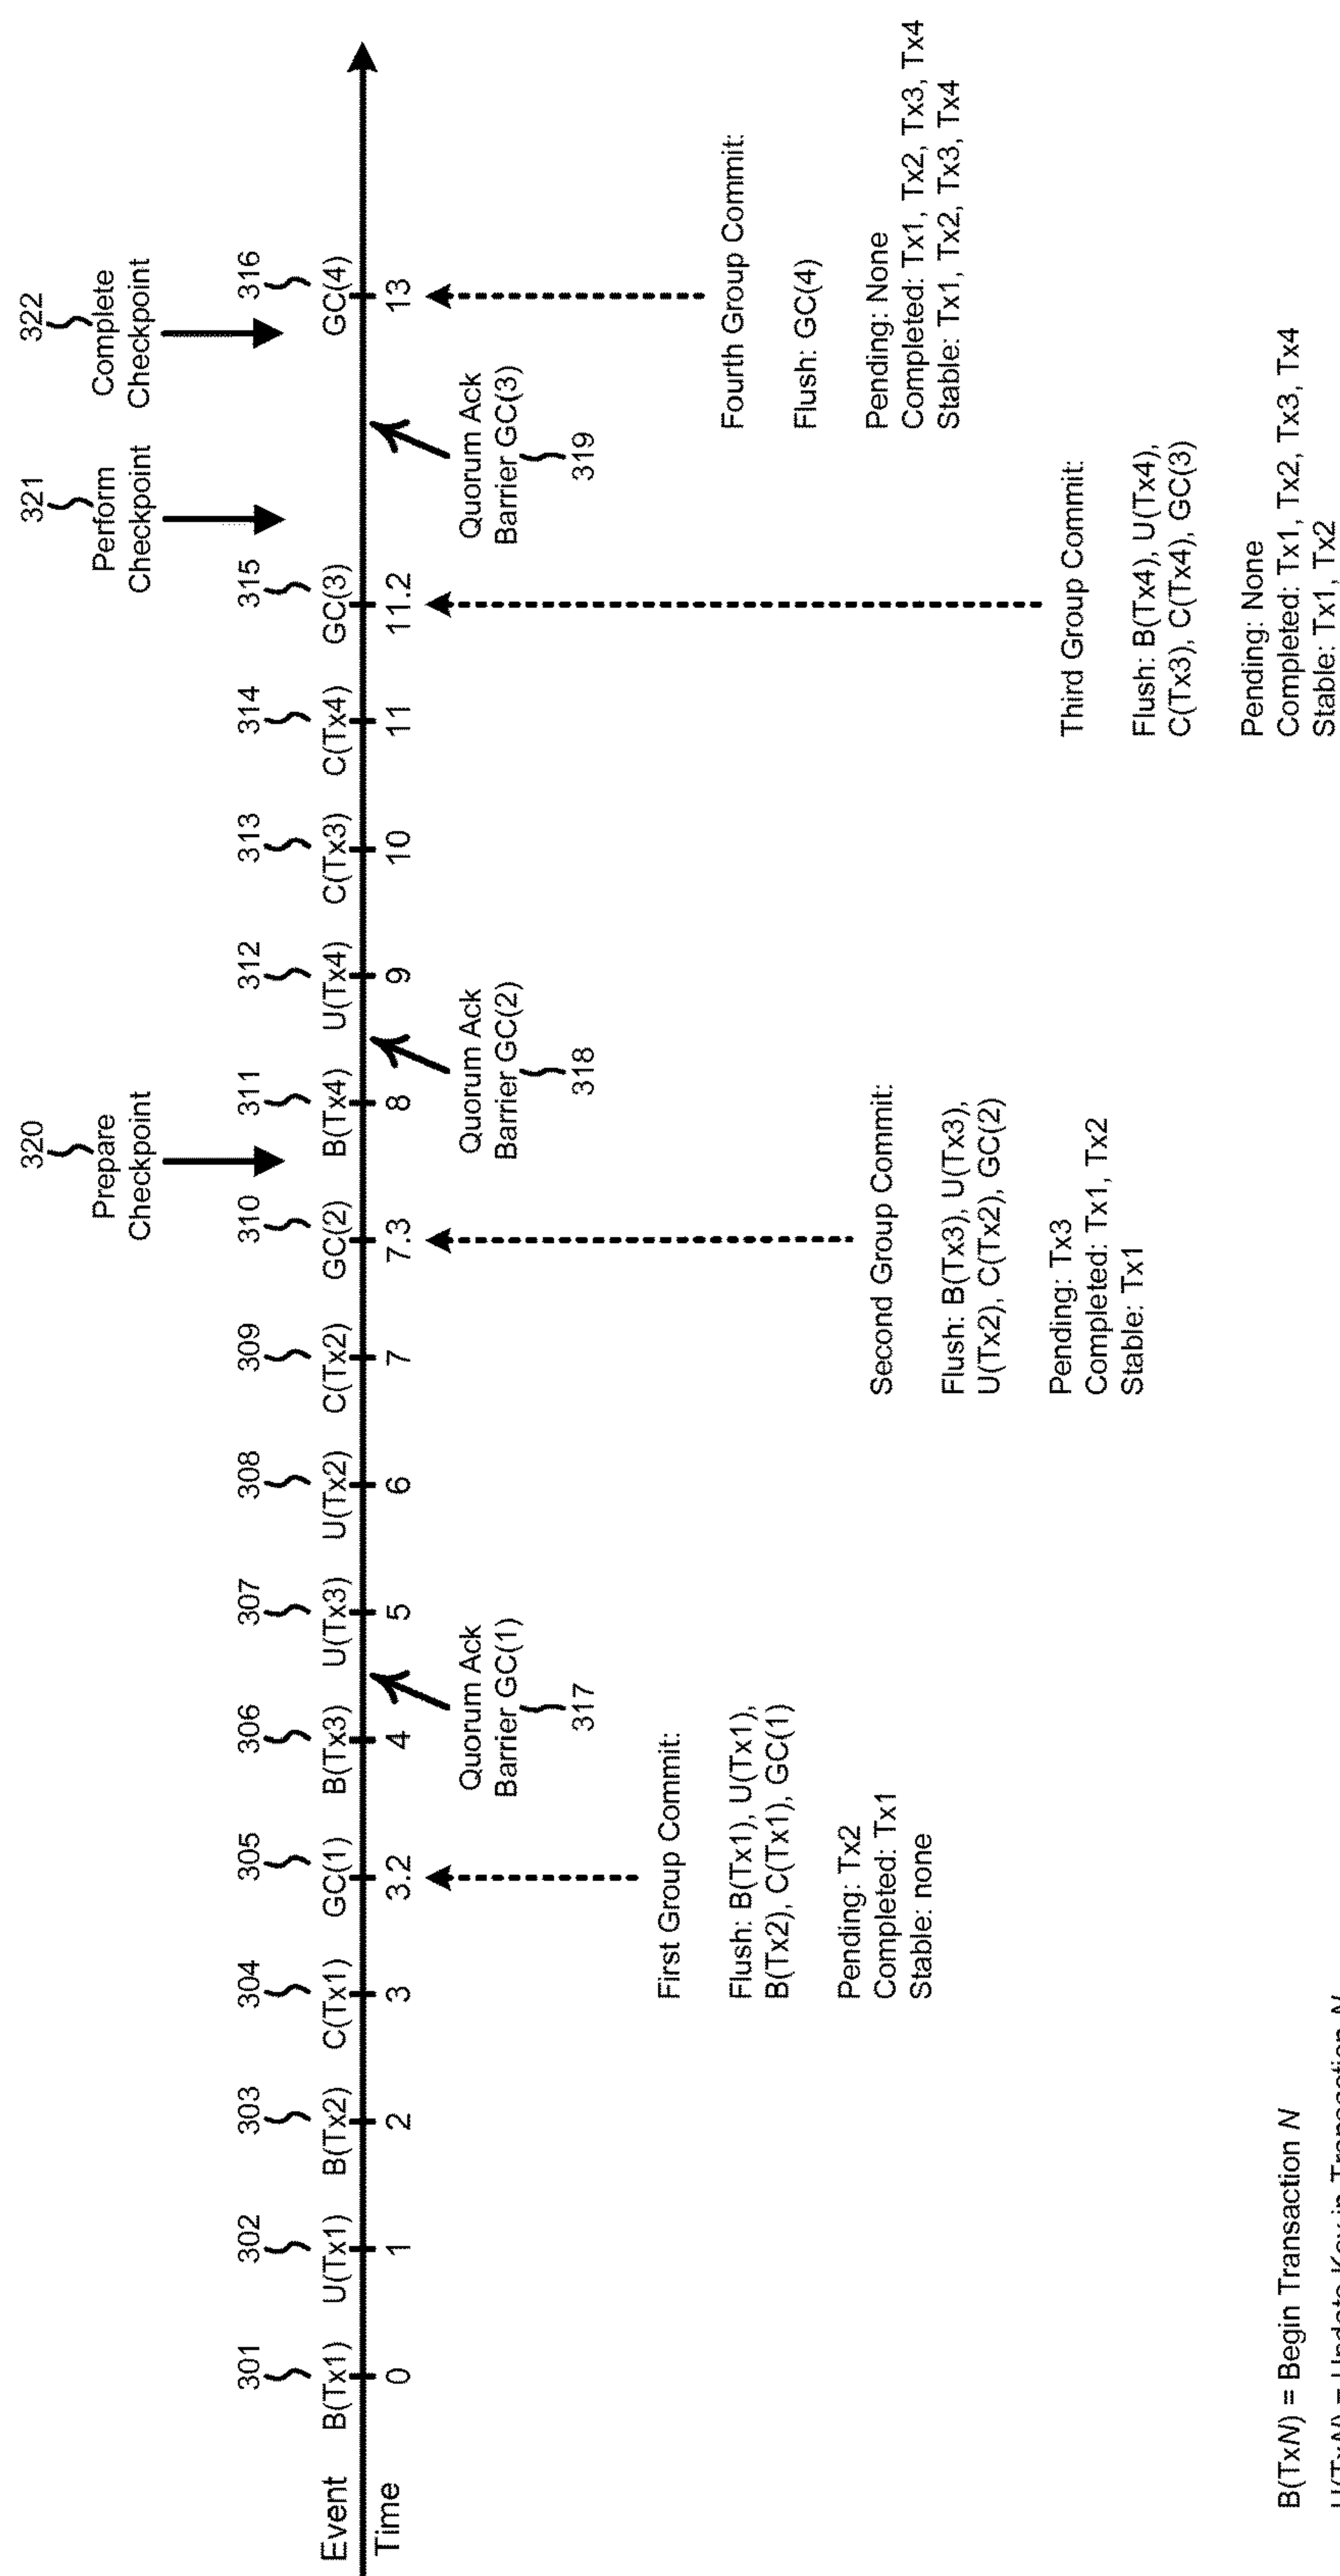 320
Prepare
Checkpoint
321
Perform
Checkpoint
322
Complete
Checkpoint
301 302 303 304 305 306 307 308 309 310 311 312 313 314 315 316
Event B(Tx1) U(Tx1) B(Tx2) C(Tx1) GC(1) B(Tx3) U(Tx3) U(Tx2) C(Tx2) GC(2) B(Tx4) U(Tx4) C(Tx3) C(Tx4) GC(3) GC(4)
Time 0 1 2 3 3.2 4 5 6 7 7.3 8 9 10 11 11.2 13
Quorum Ack
Barrier GC(1)
317
Quorum Ack
Barrier GC(2)
318
Quorum Ack
Barrier GC(3)
319
First Group Commit:
Flush: B(Tx1), U(Tx1),
B(Tx2), C(Tx1), GC(1)
Pending: Tx2
Completed: Tx1
Stable: none
Second Group Commit:
Flush: B(Tx3), U(Tx3),
U(Tx2), C(Tx2), GC(2)
Pending: Tx3
Completed: Tx1, Tx2
Stable: Tx1
Third Group Commit:
Flush: B(Tx4), U(Tx4),
C(Tx3), C(Tx4), GC(3)
Pending: None
Completed: Tx1, Tx2, Tx3, Tx4
Stable: Tx1, Tx2
Fourth Group Commit:
Flush: GC(4)
Pending: None
Completed: Tx1, Tx2, Tx3, Tx4
Stable: Tx1, Tx2, Tx3, Tx4
B(TxN) = Begin Transaction N
U(TxN) = Update Key in Transaction N